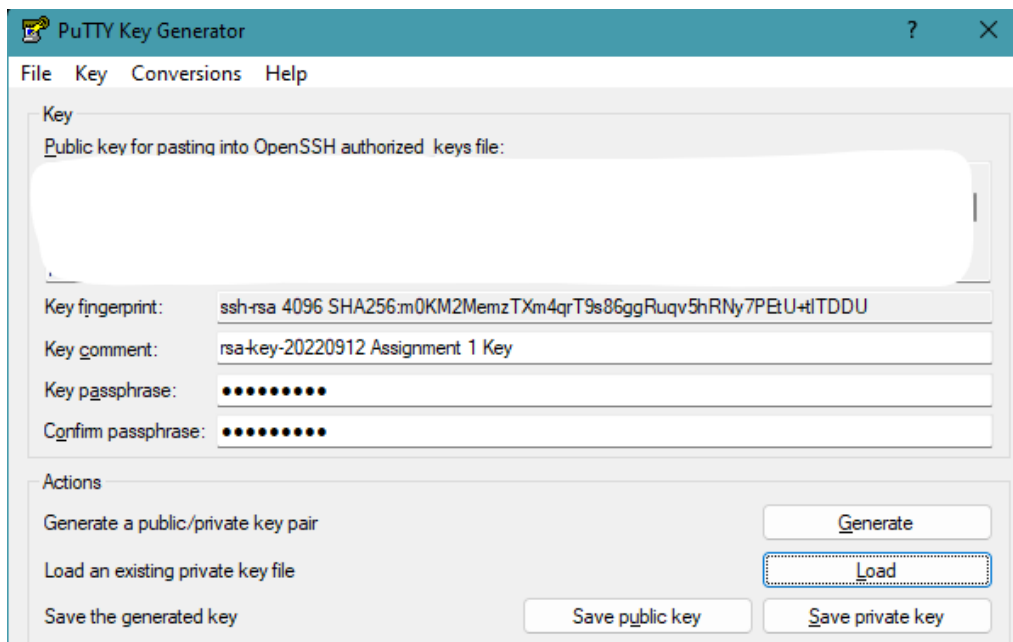 PuTTY Key Generator ?
File Key Conversions Help
Key
Public key for pasting into OpenSSH authorized_keys file:
Key fingerprint: ssh-rsa 4096 SHA256:m0KM2MemzTXm4qrT9s86ggRuqv5hRNy7PEtU+tlTDDU
Key comment: rsa-key-20220912 Assignment 1 Key
Key passphrase: ●●●●●●●●●
Confirm passphrase: ●●●●●●●●●
Actions
Generate a public/private key pair Generate
Load an existing private key file Load
Save the generated key Save public key Save private key